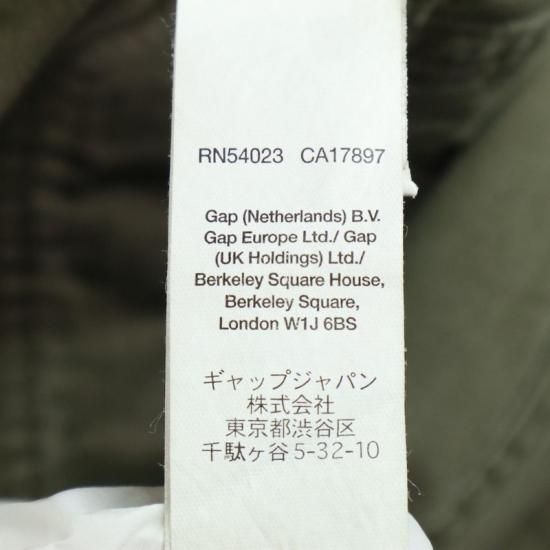 RN54023 CA17897
Gap (Netherlands) B.V.
Gap Europe Ltd./ Gap
(UK Holdings) Ltd./
Berkeley Square House,
Berkeley Square,
London W1J 6BS
ギャップジャパン
株式会社
東京都渋谷区
千駄ヶ谷5-32-10